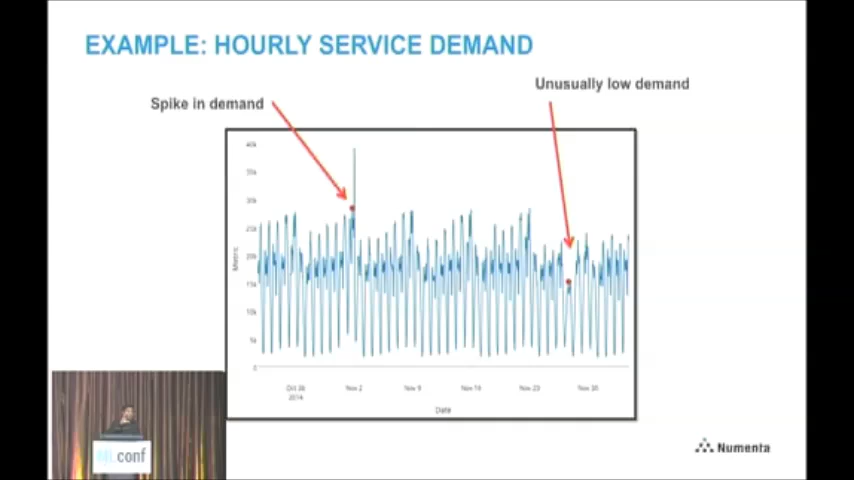 EXAMPLE: HOURLY SERVICE DEMAND
Unusually low demand
Spike in demand
40k
35k
30k
25k
20k
15k
10k
5k
0
Metric
Oct 26
2014
Nov 2
Nov 9
Nov 16
Nov 23
Nov 30
Date
conf
Numenta